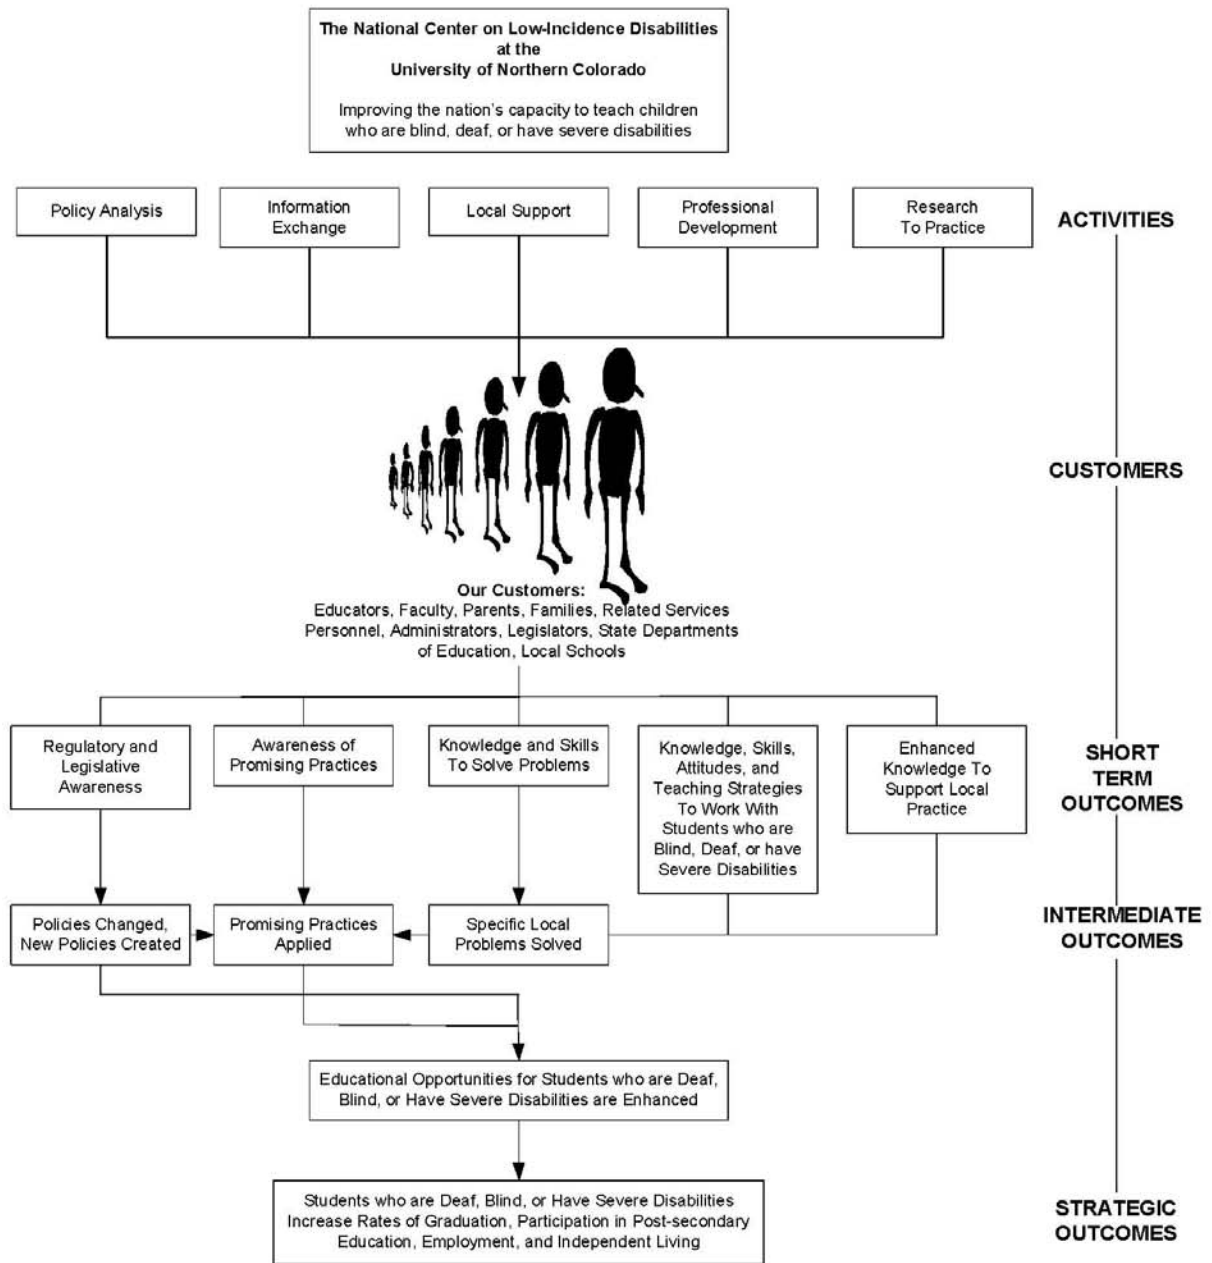 The National Center on Low-Incidence Disabilities
at the
University of Northern Colorado
Improving the nation's capacity to teach children
who are blind, deaf, or have severe disabilities
Policy Analysis
Information
Exchange
Local Support
Professional
Development
Research
To Practice
ACTIVITIES
CUSTOMERS
Our Customers:
Educators, Faculty, Parents, Families, Related Services
Personnel, Administrators, Legislators, State Departments
of Education, Local Schools
Regulatory and
Legislative
Awareness
Awareness of
Promising Practices
Knowledge and Skills
To Solve Problems
Knowledge, Skills,
Attitudes, and
Teaching Strategies
To Work With
Students who are
Blind, Deaf, or have
Severe Disabilities
Enhanced
Knowledge To
Support Local
Practice
SHORT
TERM
OUTCOMES
Policies Changed,
New Policies Created
Promising Practices
Applied
Specific Local
Problems Solved
INTERMEDIATE
OUTCOMES
Educational Opportunities for Students who are Deaf,
Blind, or Have Severe Disabilities are Enhanced
Students who are Deaf, Blind, or Have Severe Disabilities
Increase Rates of Graduation, Participation in Post-secondary
Education, Employment, and Independent Living
STRATEGIC
OUTCOMES